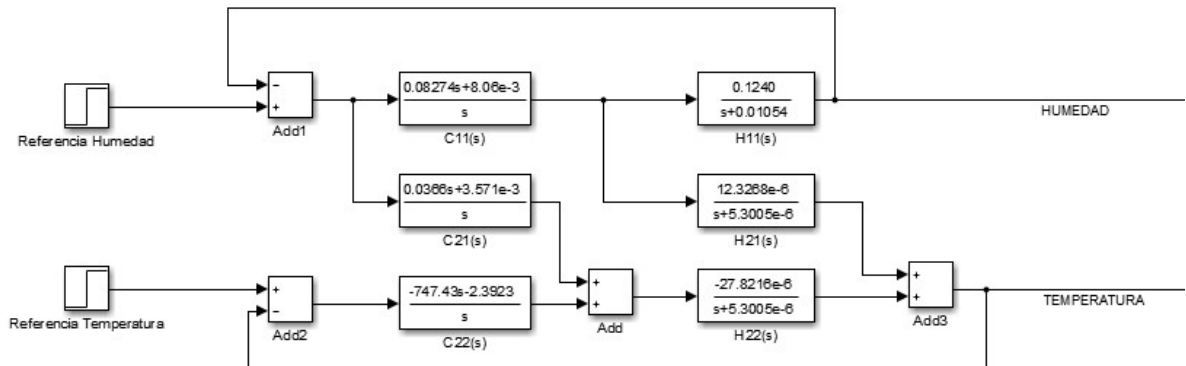 −
+
Add1
Referencia Humedad
0.08274s+8.06e-3
s
C11(s)
0.1240
s+0.01054
H11(s)
HUMEDAD
0.0366s+3.571e-3
s
C21(s)
12.3268e-6
s+5.3005e-6
H21(s)
+
−
Add2
Referencia Temperatura
-747.43s-2.3923
s
C22(s)
+
+
Add
-27.8216e-6
s+5.3005e-6
H22(s)
+
+
Add3
TEMPERATURA